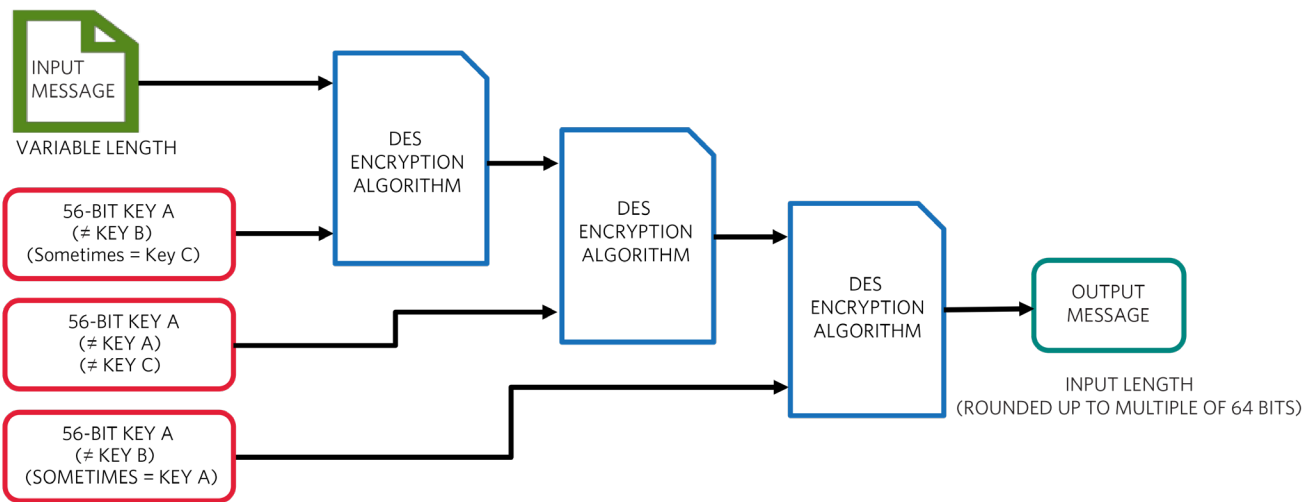 INPUT
MESSAGE
VARIABLE LENGTH
56-BIT KEY A
(≠ KEY B)
(Sometimes = Key C)
56-BIT KEY A
(≠ KEY A)
(≠ KEY C)
56-BIT KEY A
(≠ KEY B)
(SOMETIMES = KEY A)
DES
ENCRYPTION
ALGORITHM
DES
ENCRYPTION
ALGORITHM
DES
ENCRYPTION
ALGORITHM
OUTPUT
MESSAGE
INPUT LENGTH
(ROUNDED UP TO MULTIPLE OF 64 BITS)